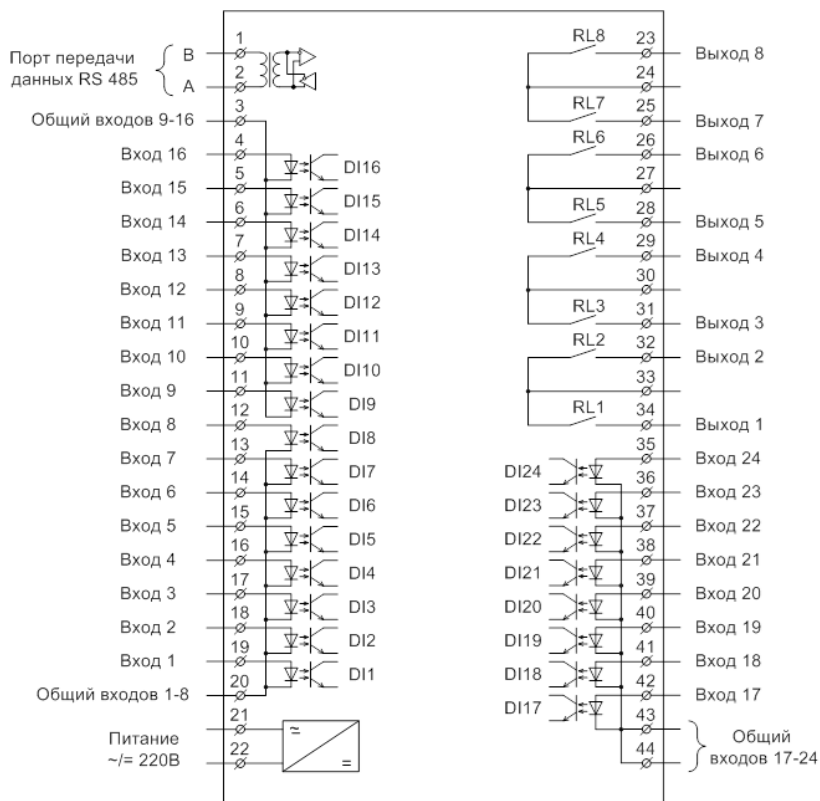 Порт передачи
данных RS 485
B
A
1
2
3
Общий входов 9-16
4
Вход 16
DI16
5
Вход 15
DI15
6
Вход 14
DI14
7
Вход 13
DI13
8
Вход 12
DI12
9
Вход 11
DI11
10
Вход 10
DI10
11
Вход 9
DI9
12
Вход 8
DI8
13
Вход 7
DI7
14
Вход 6
DI6
15
Вход 5
DI5
16
Вход 4
DI4
17
Вход 3
DI3
18
Вход 2
DI2
19
Вход 1
DI1
20
Общий входов 1-8
21
22
Питание
~/= 220В
~
=
RL8
23
Выход 8
24
RL7
25
Выход 7
RL6
26
Выход 6
27
RL5
28
Выход 5
RL4
29
Выход 4
30
RL3
31
Выход 3
RL2
32
Выход 2
33
RL1
34
Выход 1
35
Вход 24
DI24
36
Вход 23
DI23
37
Вход 22
DI22
38
Вход 21
DI21
39
Вход 20
DI20
40
Вход 19
DI19
41
Вход 18
DI18
42
Вход 17
DI17
43
44
Общий
входов 17-24